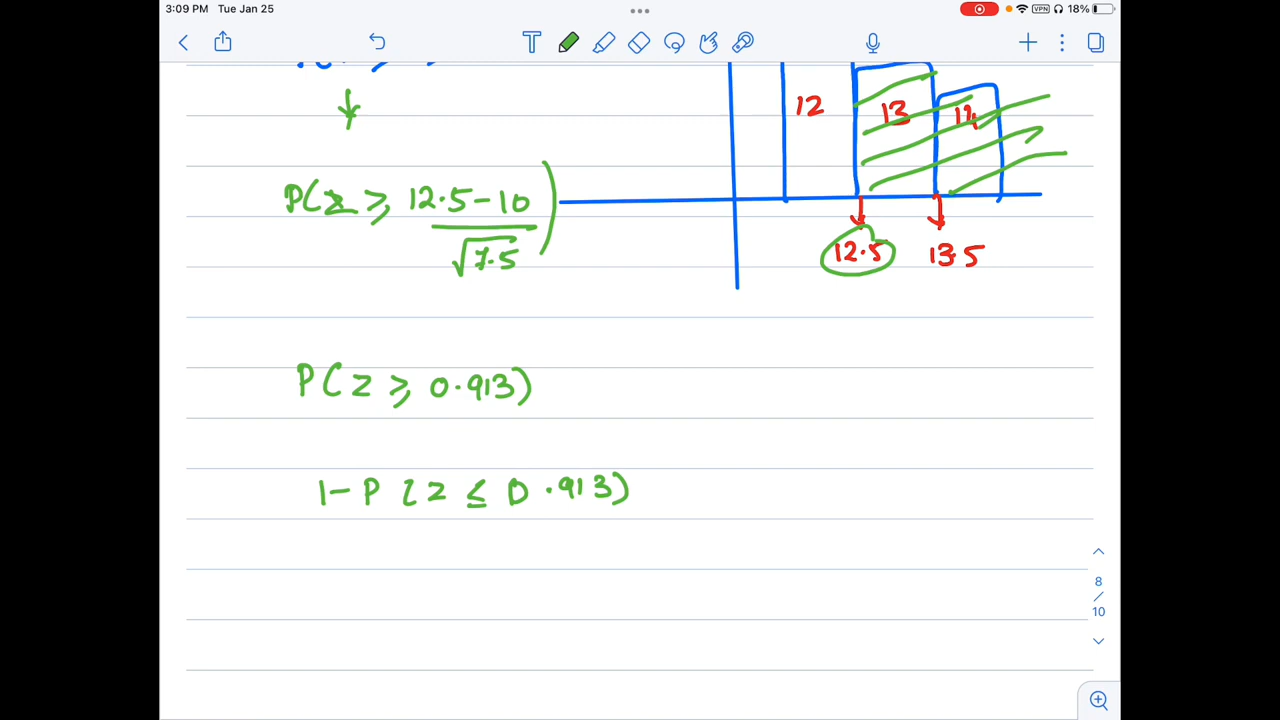 3:09 PM Tue Jan 25
VPN 18%
T
12 13 14
P(z ≥ 12.5-10
√7.5)
12.5 13.5
P(z ≥ 0.913)
1-P(z ≤ 0.913)
8
/
10